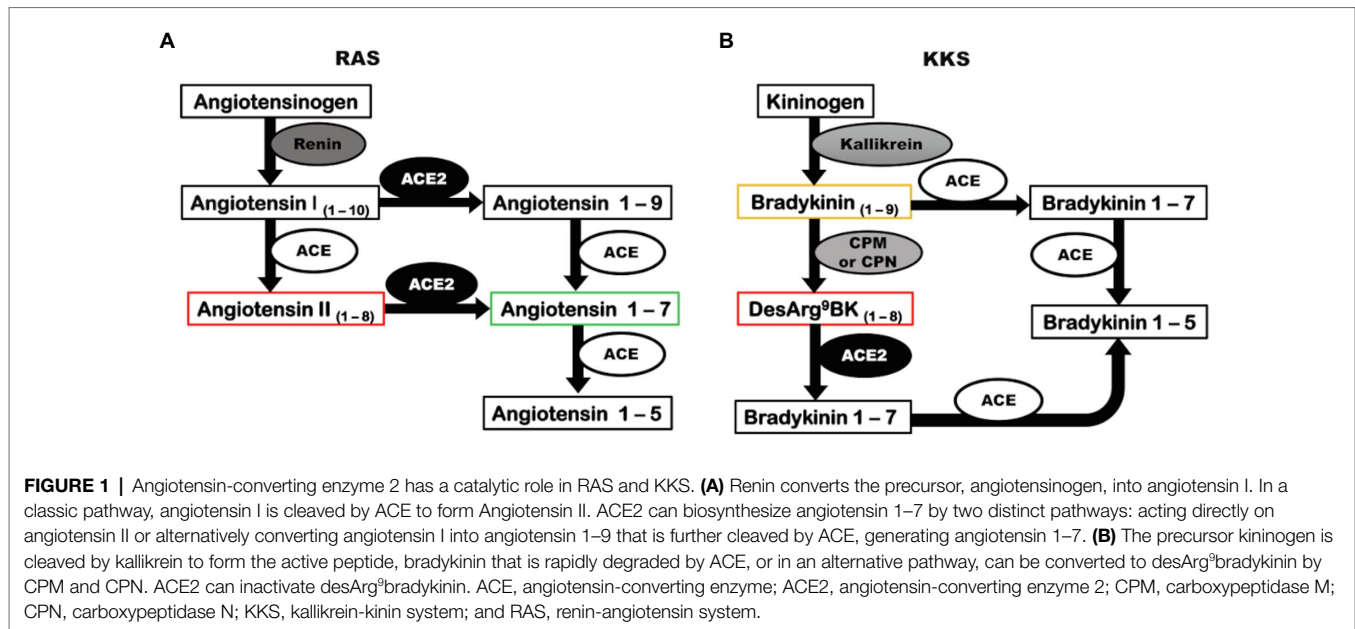 A
RAS
Angiotensinogen
Renin
ACE2
Angiotensin I (1–10)
Angiotensin 1–9
ACE
ACE
ACE2
Angiotensin II (1–8)
Angiotensin 1–7
ACE
Angiotensin 1–5
B
KKS
Kininogen
Kallikrein
ACE
Bradykinin (1–9)
Bradykinin 1–7
CPM
or CPN
ACE
DesArg⁹BK (1–8)
Bradykinin 1–5
ACE2
ACE
Bradykinin 1–7
FIGURE 1 | Angiotensin-converting enzyme 2 has a catalytic role in RAS and KKS. (A) Renin converts the precursor, angiotensinogen, into angiotensin I. In a
classic pathway, angiotensin I is cleaved by ACE to form Angiotensin II. ACE2 can biosynthesize angiotensin 1–7 by two distinct pathways: acting directly on
angiotensin II or alternatively converting angiotensin I into angiotensin 1–9 that is further cleaved by ACE, generating angiotensin 1–7. (B) The precursor kininogen is
cleaved by kallikrein to form the active peptide, bradykinin that is rapidly degraded by ACE, or in an alternative pathway, can be converted to desArg⁹bradykinin by
CPM and CPN. ACE2 can inactivate desArg⁹bradykinin. ACE, angiotensin-converting enzyme; ACE2, angiotensin-converting enzyme 2; CPM, carboxypeptidase M;
CPN, carboxypeptidase N; KKS, kallikrein-kinin system; and RAS, renin-angiotensin system.